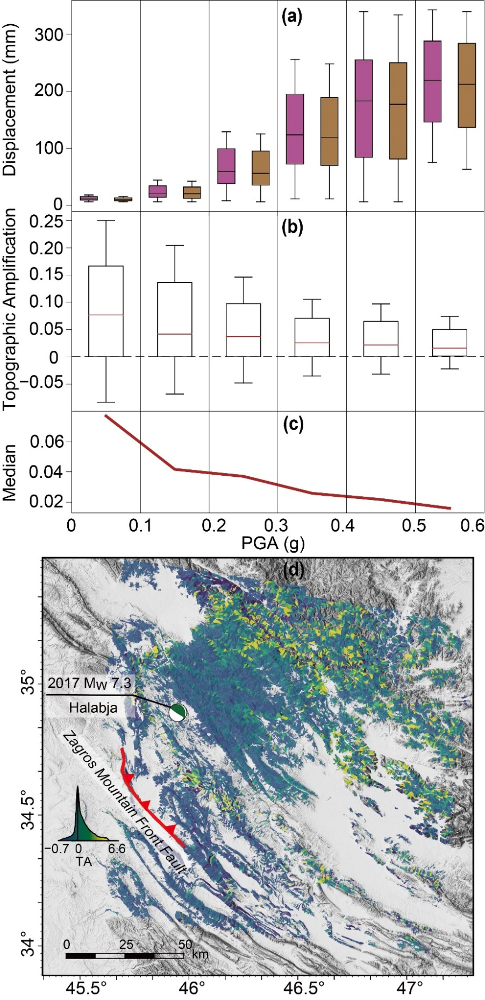 (a)
Displacement (mm)
300
200
100
0
(b)
Topographic Amplification
0.25
0.20
0.15
0.10
0.05
0
−0.05
(c)
Median
0.06
0.04
0.02
0 0.1 0.2 0.3 0.4 0.5 0.6
PGA (g)
(d)
35°
2017 Mw 7.3
Halabja
Zagros Mountain Front Fault
34.5°
−0.7 0 6.6
TA
34°
0 25 50
km
45.5° 46° 46.5° 47°